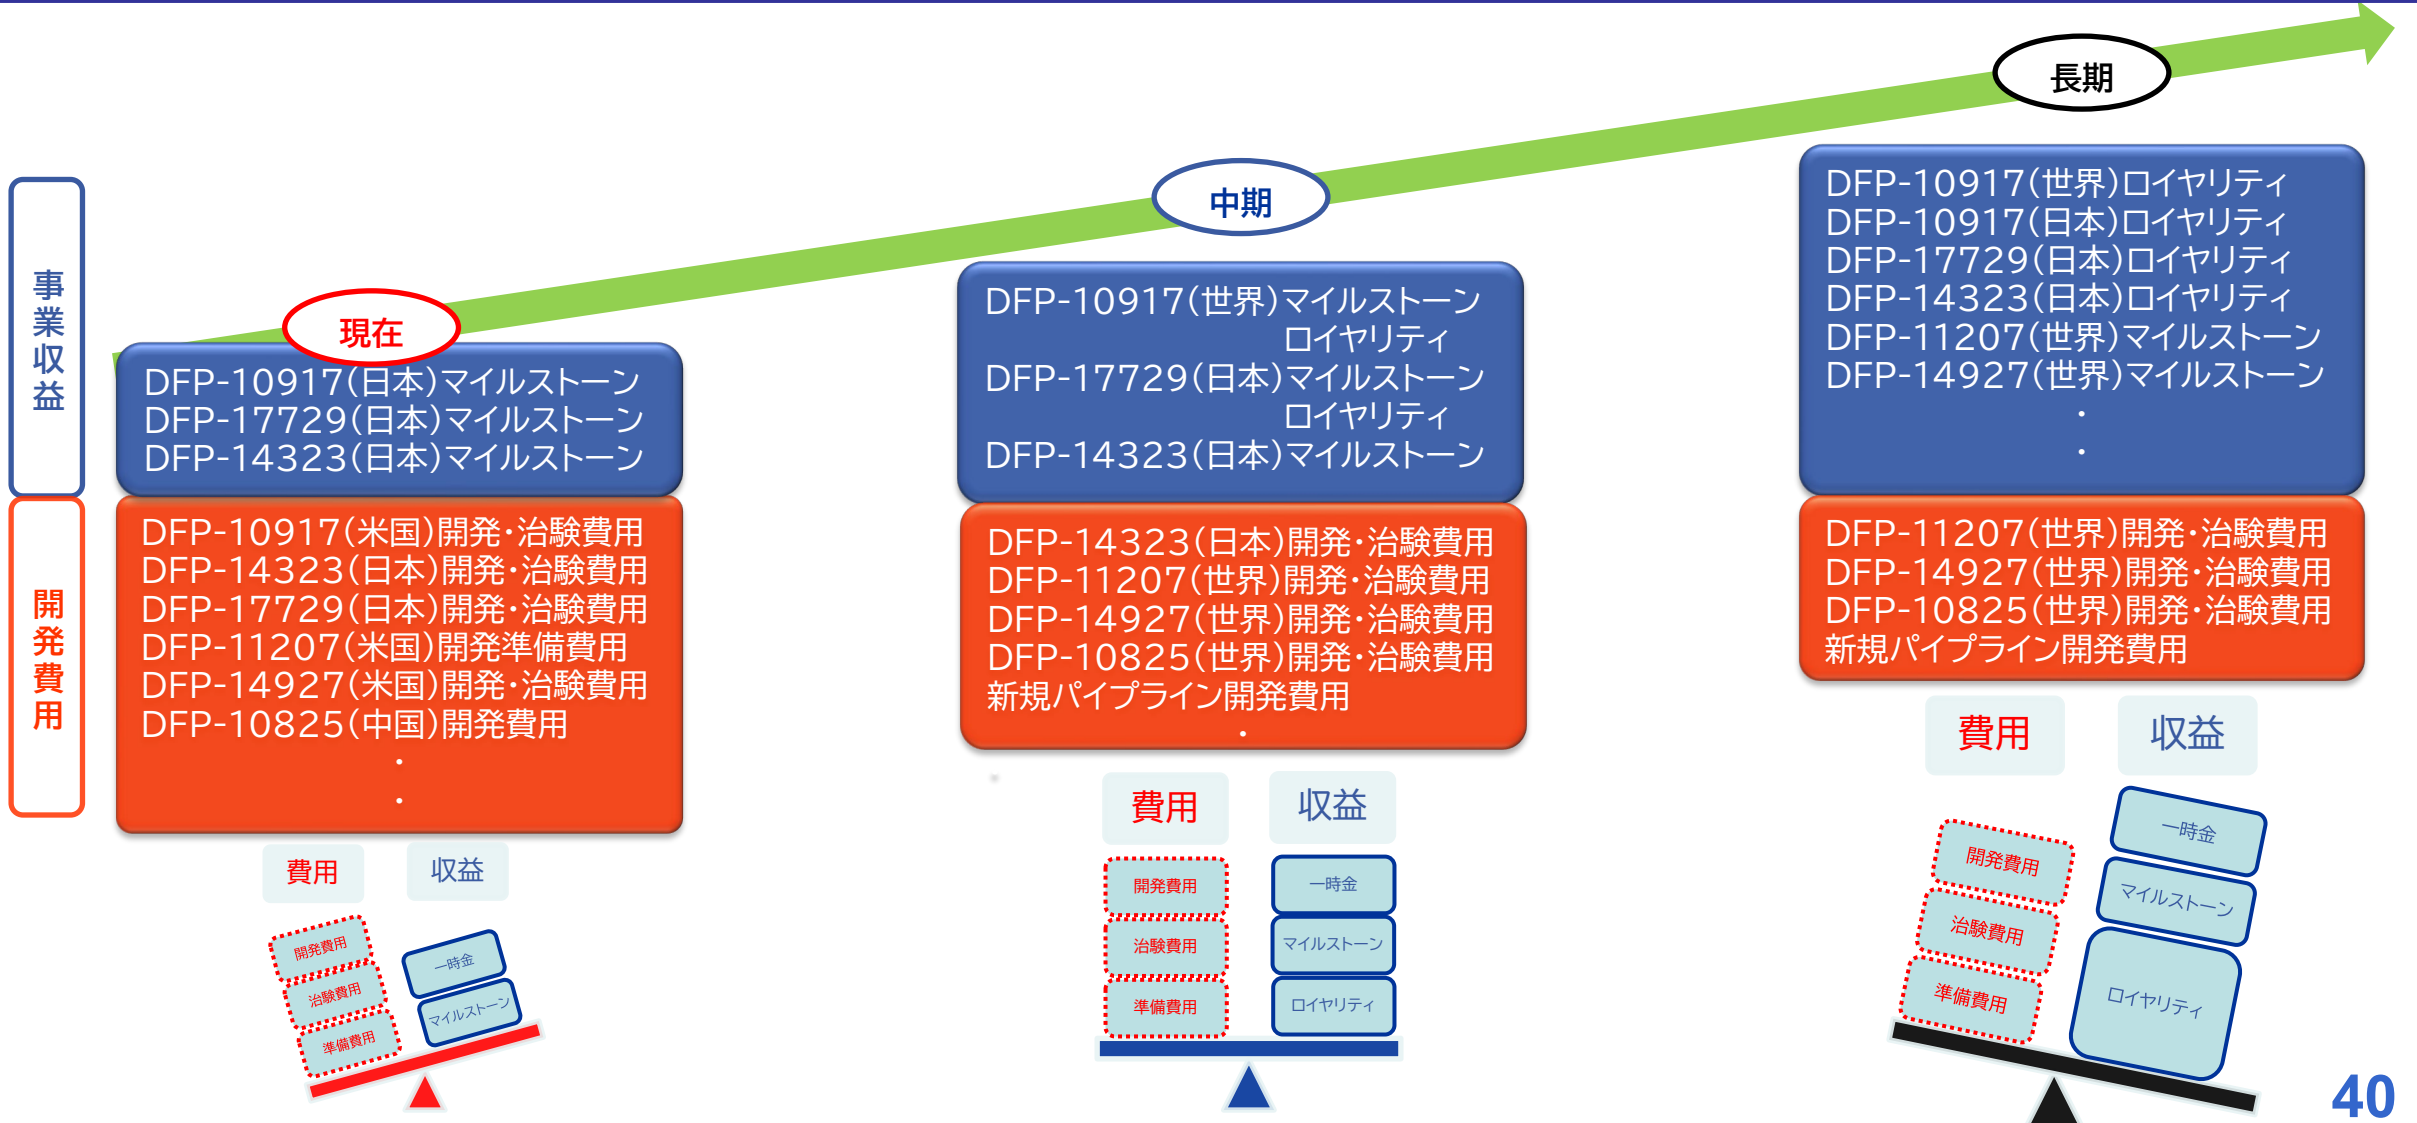 長期
中期
現在
事業収益
開発費用
DFP-10917(日本)マイルストーン
DFP-17729(日本)マイルストーン
DFP-14323(日本)マイルストーン
DFP-10917(米国)開発・治験費用
DFP-14323(日本)開発・治験費用
DFP-17729(日本)開発・治験費用
DFP-11207(米国)開発準備費用
DFP-14927(米国)開発・治験費用
DFP-10825(中国)開発費用
・
・
費用
収益
開発費用
治験費用
準備費用
一時金
マイルストーン
DFP-10917(世界)マイルストーン
ロイヤリティ
DFP-17729(日本)マイルストーン
ロイヤリティ
DFP-14323(日本)マイルストーン
DFP-14323(日本)開発・治験費用
DFP-11207(世界)開発・治験費用
DFP-14927(世界)開発・治験費用
DFP-10825(世界)開発・治験費用
新規パイプライン開発費用
・
費用
収益
開発費用
治験費用
準備費用
一時金
マイルストーン
ロイヤリティ
DFP-10917(世界)ロイヤリティ
DFP-10917(日本)ロイヤリティ
DFP-17729(日本)ロイヤリティ
DFP-14323(日本)ロイヤリティ
DFP-11207(世界)マイルストーン
DFP-14927(世界)マイルストーン
・
・
DFP-11207(世界)開発・治験費用
DFP-14927(世界)開発・治験費用
DFP-10825(世界)開発・治験費用
新規パイプライン開発費用
費用
収益
開発費用
治験費用
準備費用
一時金
マイルストーン
ロイヤリティ
40